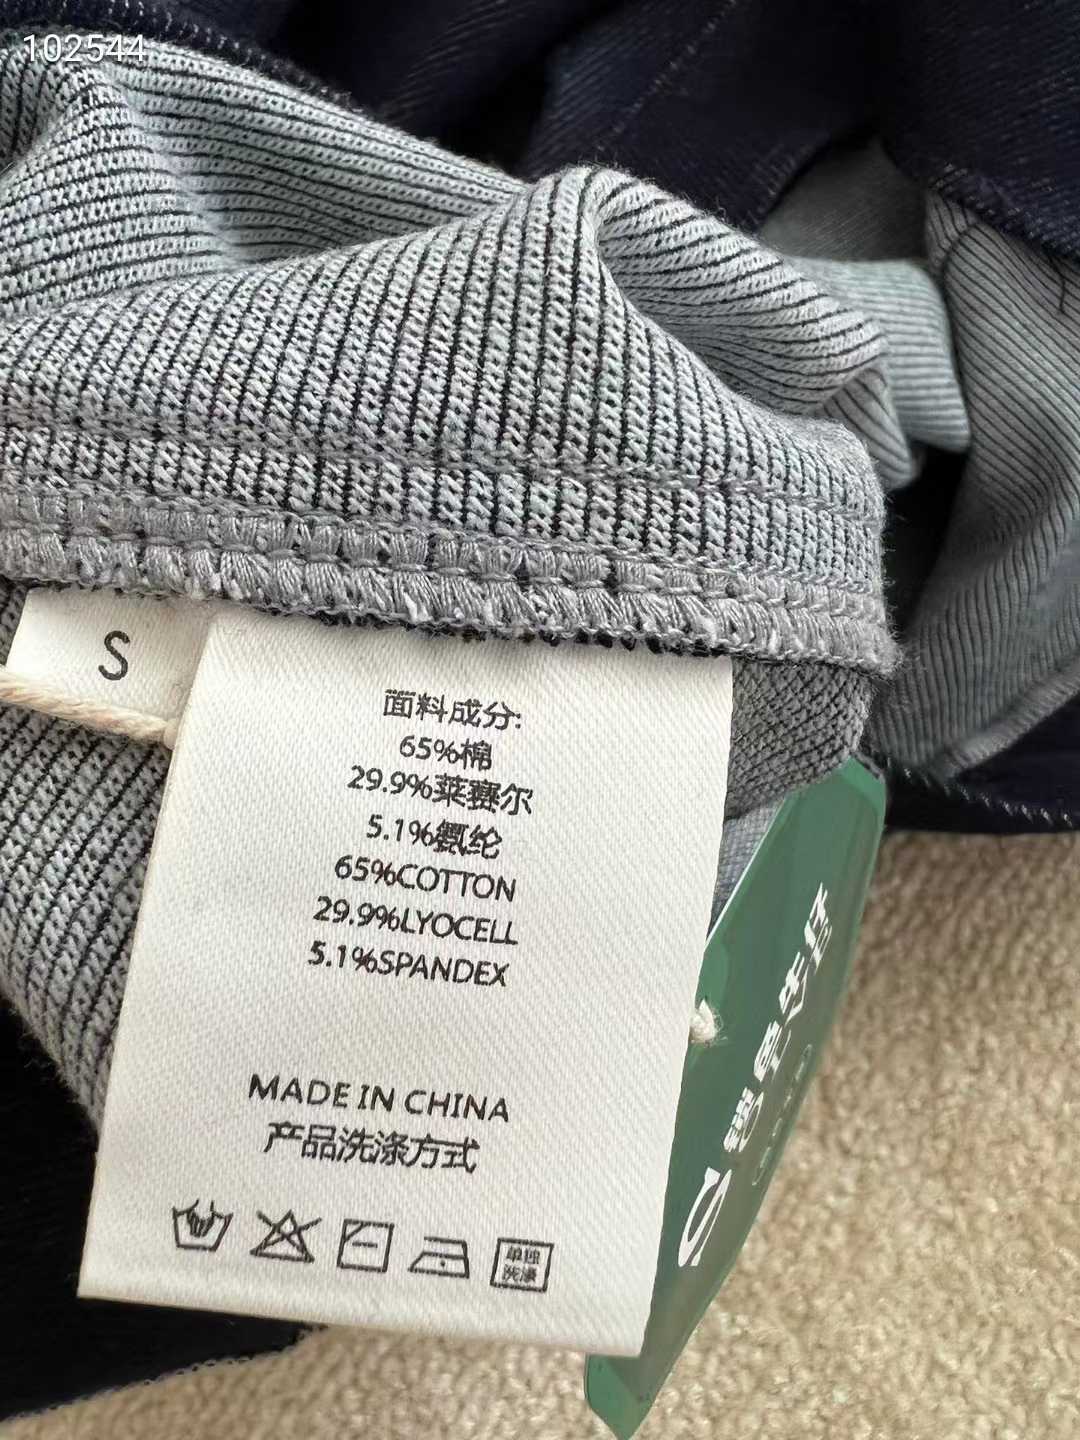 102544
S
面料成分:
65%棉
29.9%莱赛尔
5.1%氨纶
65%COTTON
29.9%LYOCELL
5.1%SPANDEX
MADE IN CHINA
产品洗涤方式
单独
洗涤
S